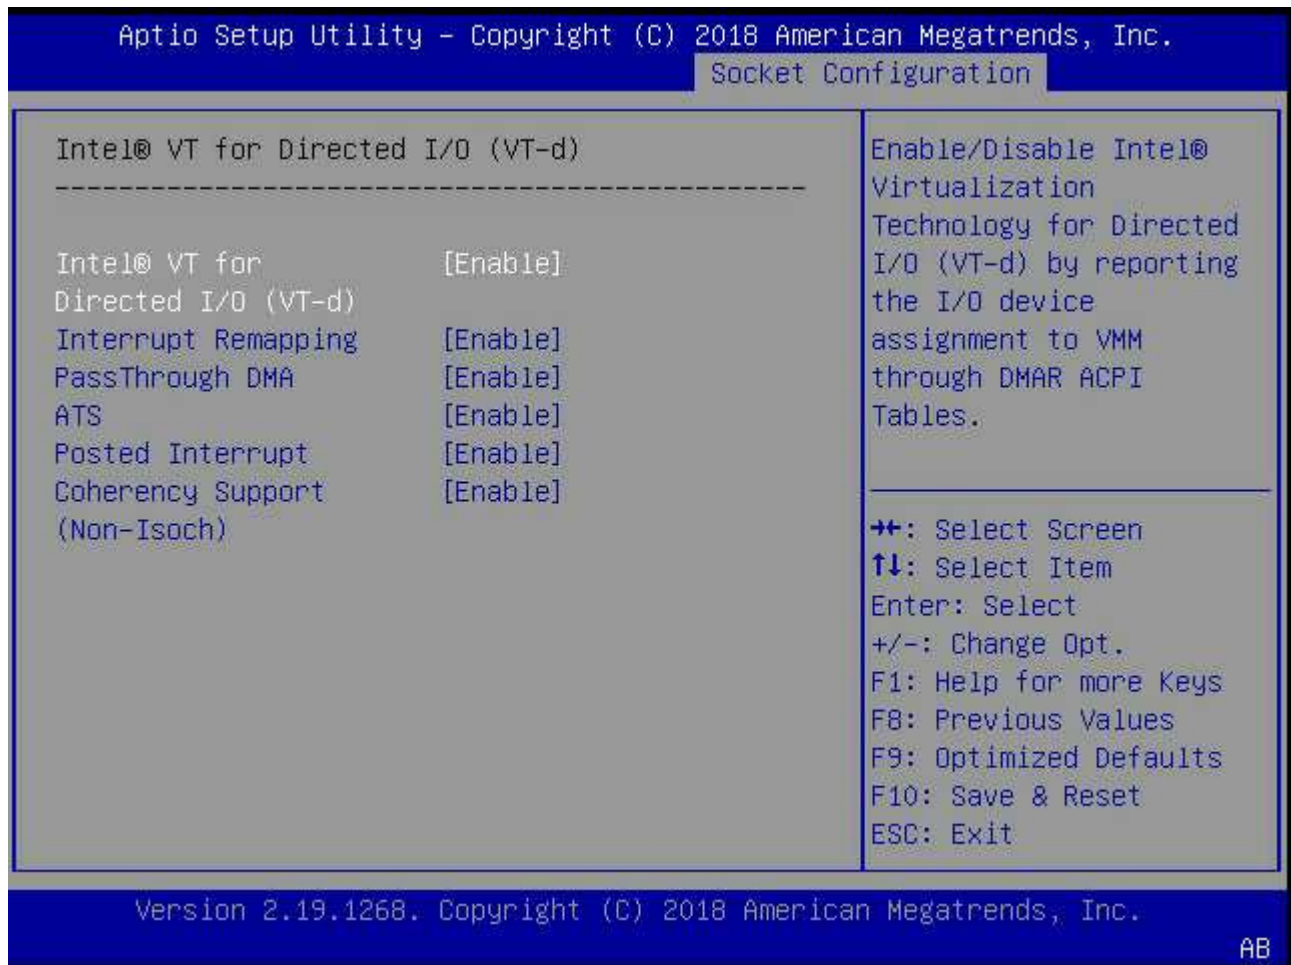 Aptio Setup Utility – Copyright (C) 2018 American Megatrends, Inc.
Socket Configuration
Intel® VT for Directed I/O (VT-d)
-----------------------------------------------
Intel® VT for [Enable]
Directed I/O (VT-d)
Interrupt Remapping [Enable]
PassThrough DMA [Enable]
ATS [Enable]
Posted Interrupt [Enable]
Coherency Support [Enable]
(Non-Isoch)
Enable/Disable Intel®
Virtualization
Technology for Directed
I/O (VT-d) by reporting
the I/O device
assignment to VMM
through DMAR ACPI
Tables.
→←: Select Screen
↑↓: Select Item
Enter: Select
+/-: Change Opt.
F1: Help for more Keys
F8: Previous Values
F9: Optimized Defaults
F10: Save & Reset
ESC: Exit
Version 2.19.1268. Copyright (C) 2018 American Megatrends, Inc.
AB